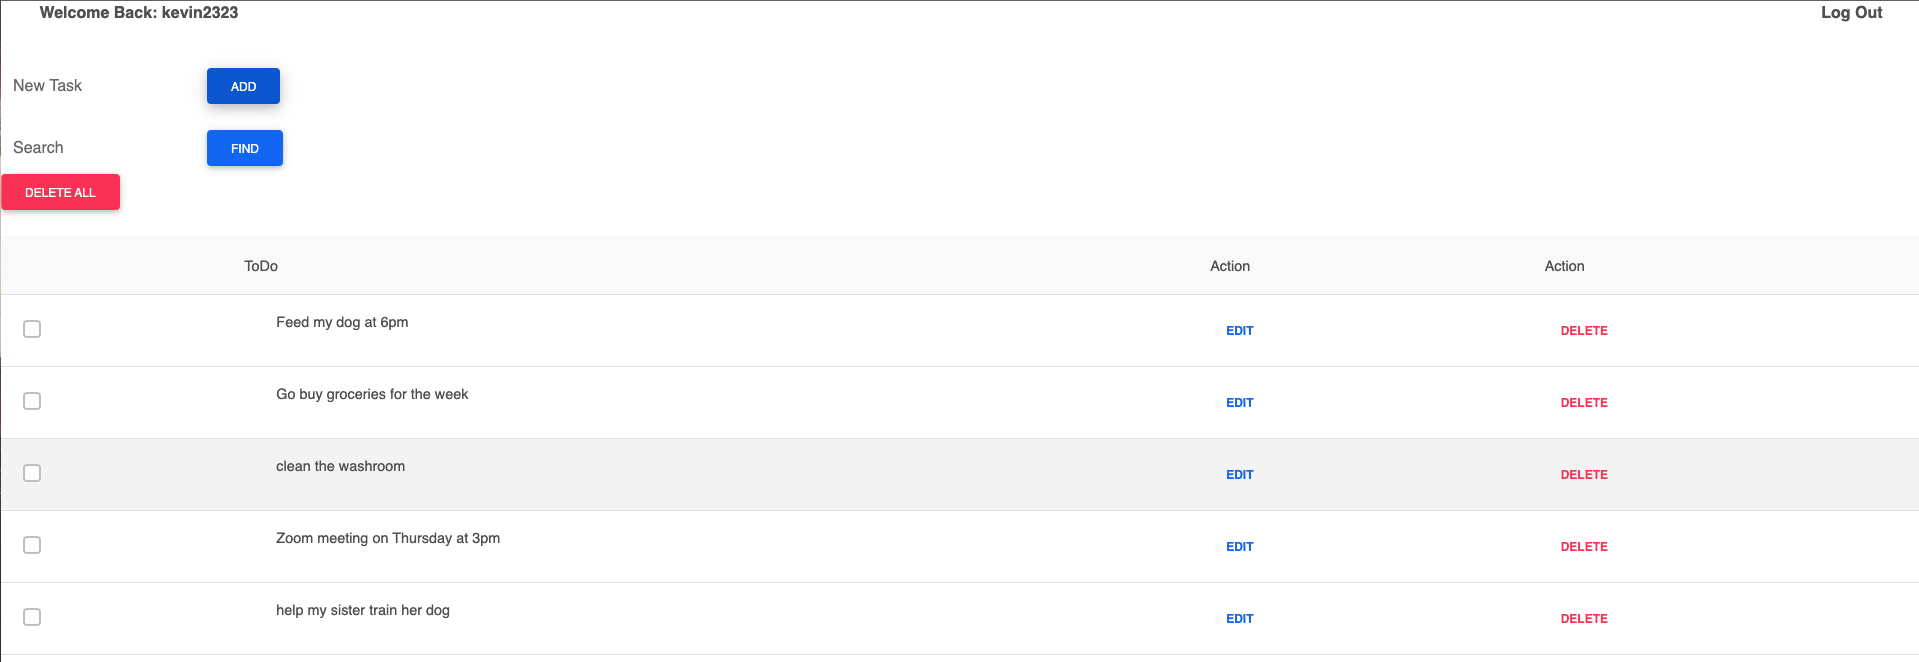 Welcome Back: kevin2323 Log Out
New Task ADD
Search FIND
DELETE ALL
ToDo Action Action
Feed my dog at 6pm EDIT DELETE
Go buy groceries for the week EDIT DELETE
clean the washroom EDIT DELETE
Zoom meeting on Thursday at 3pm EDIT DELETE
help my sister train her dog EDIT DELETE